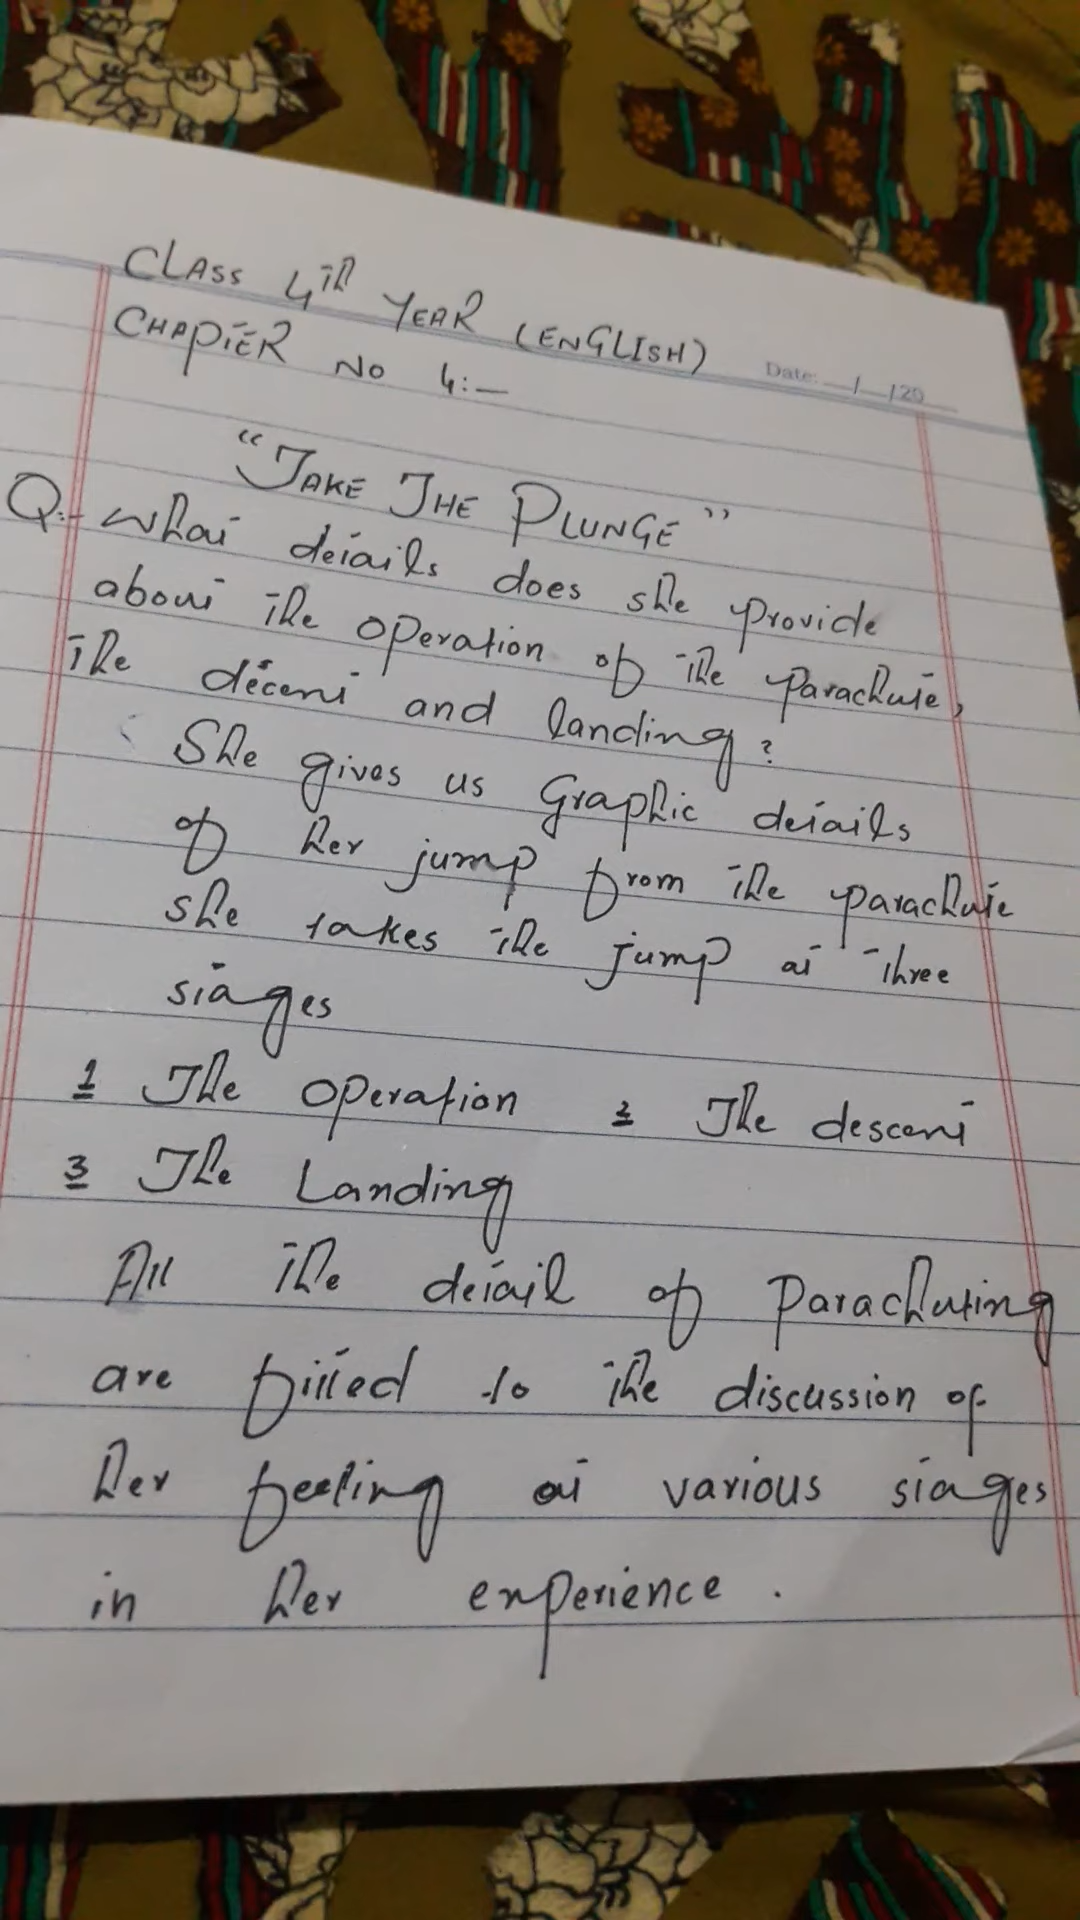 CLASS 4th YEAR (ENGLISH)
CHAPTER NO 4:-
Date: __/__/20__
"TAKE THE PLUNGE"
Q:- what details does she provide
about the operation of the parachute,
the decent and landing?
She gives us Graphic details
of her jump from the parachute
she takes the jump at three
stages
1 The operation 2 The descent
3 The Landing
All the detail of Parachuting
are fitted to the discussion of
her feeling at various stages
in her experience.